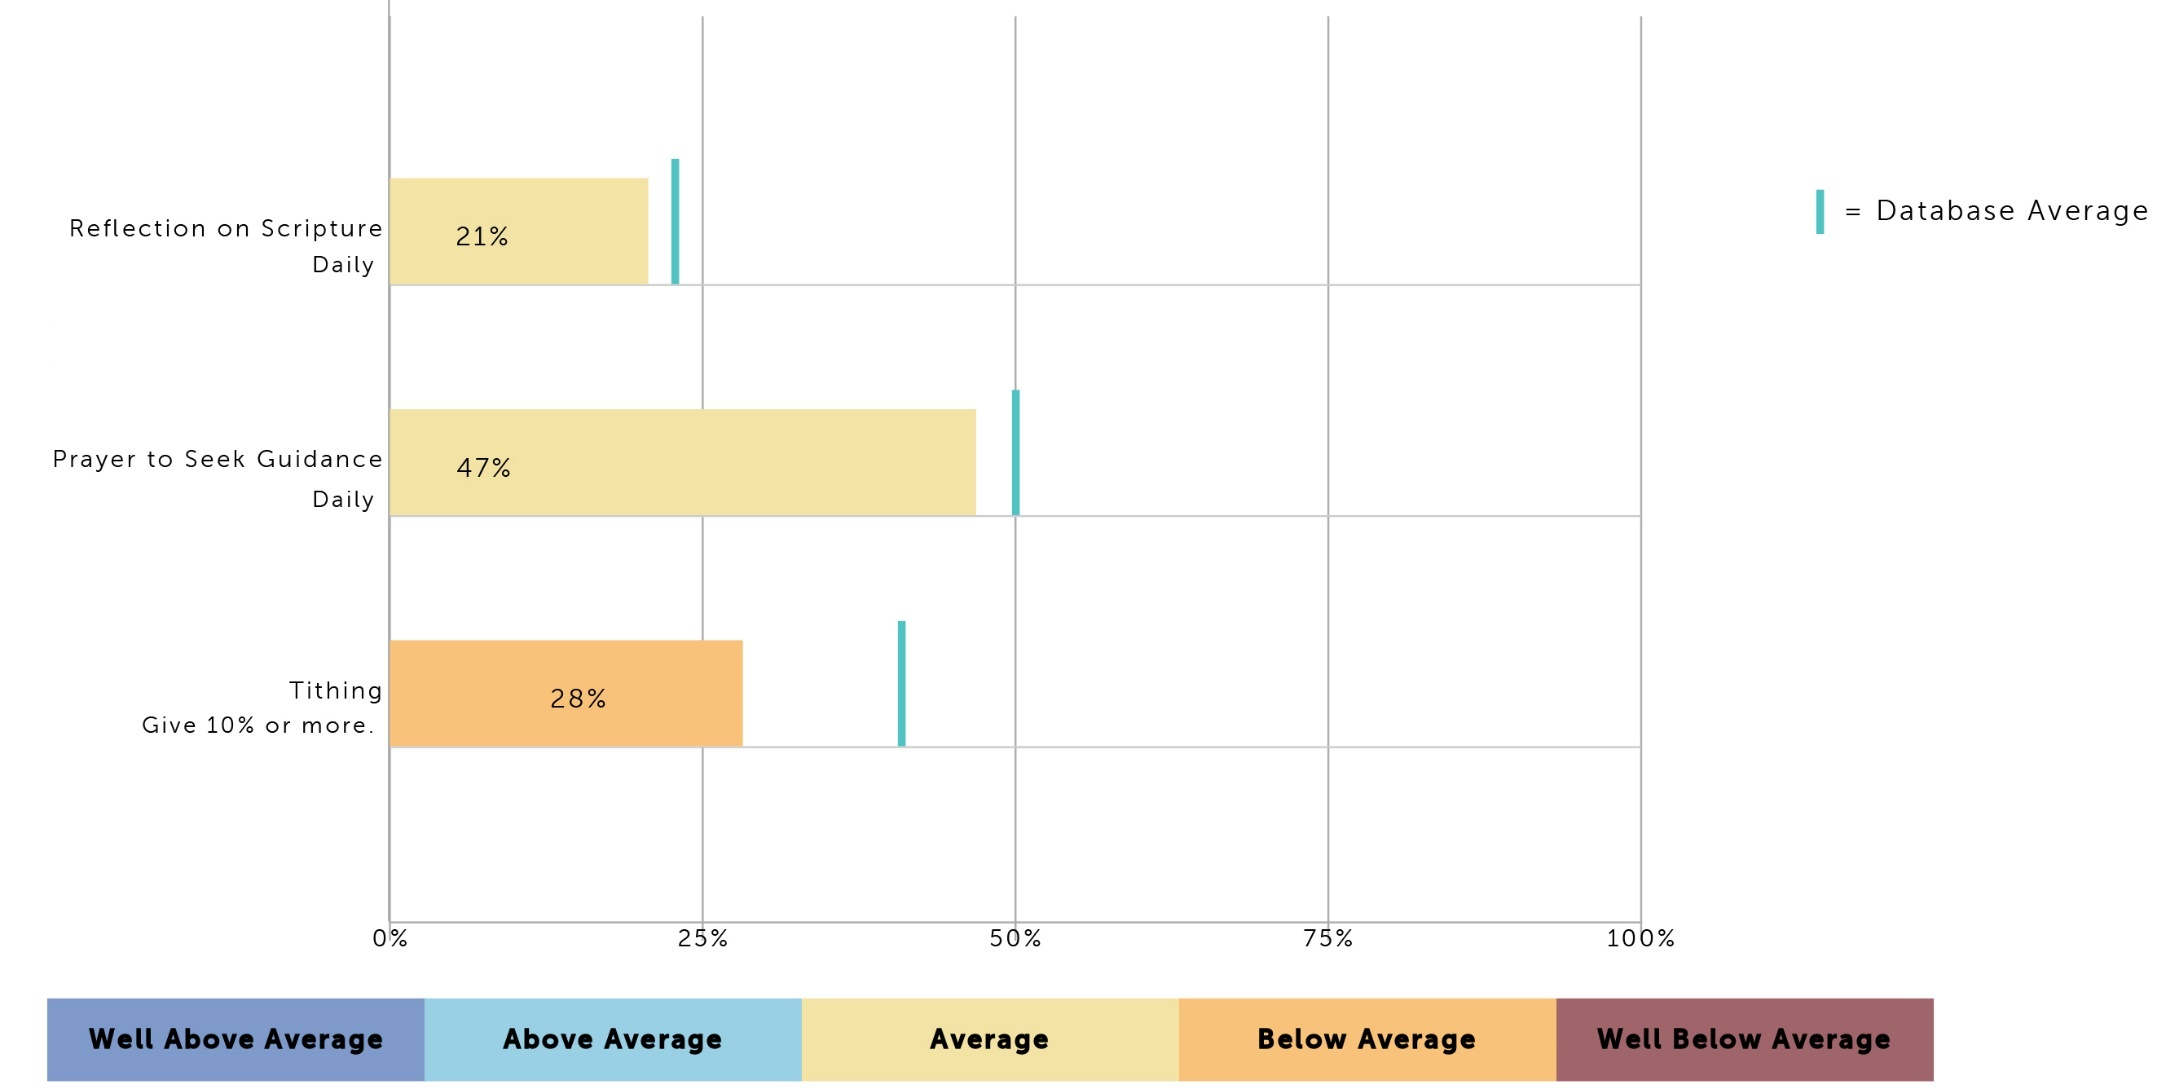 = Database Average
Reflection on Scripture
Daily
21%
Prayer to Seek Guidance
Daily
47%
Tithing
Give 10% or more.
28%
0% 25% 50% 75% 100%
Well Above Average Above Average Average Below Average Well Below Average